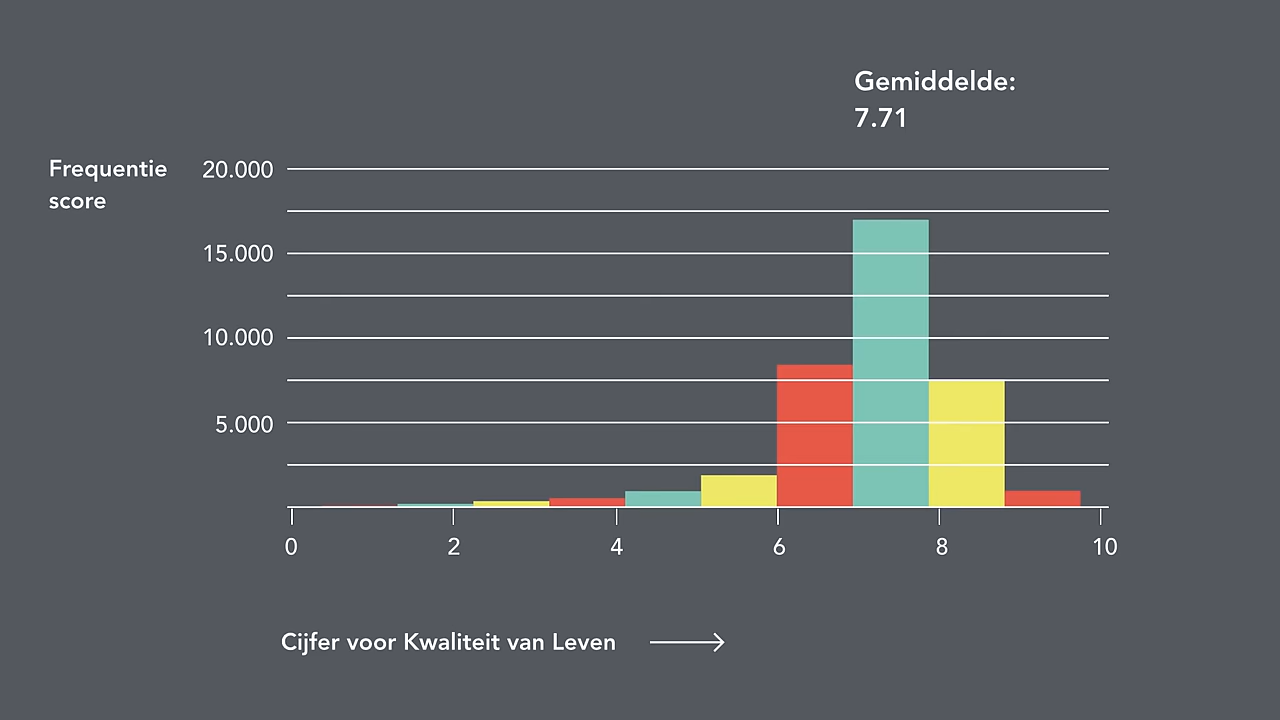 Gemiddelde:
7.71
Frequentie
score
20.000
15.000
10.000
5.000
0 2 4 6 8 10
Cijfer voor Kwaliteit van Leven